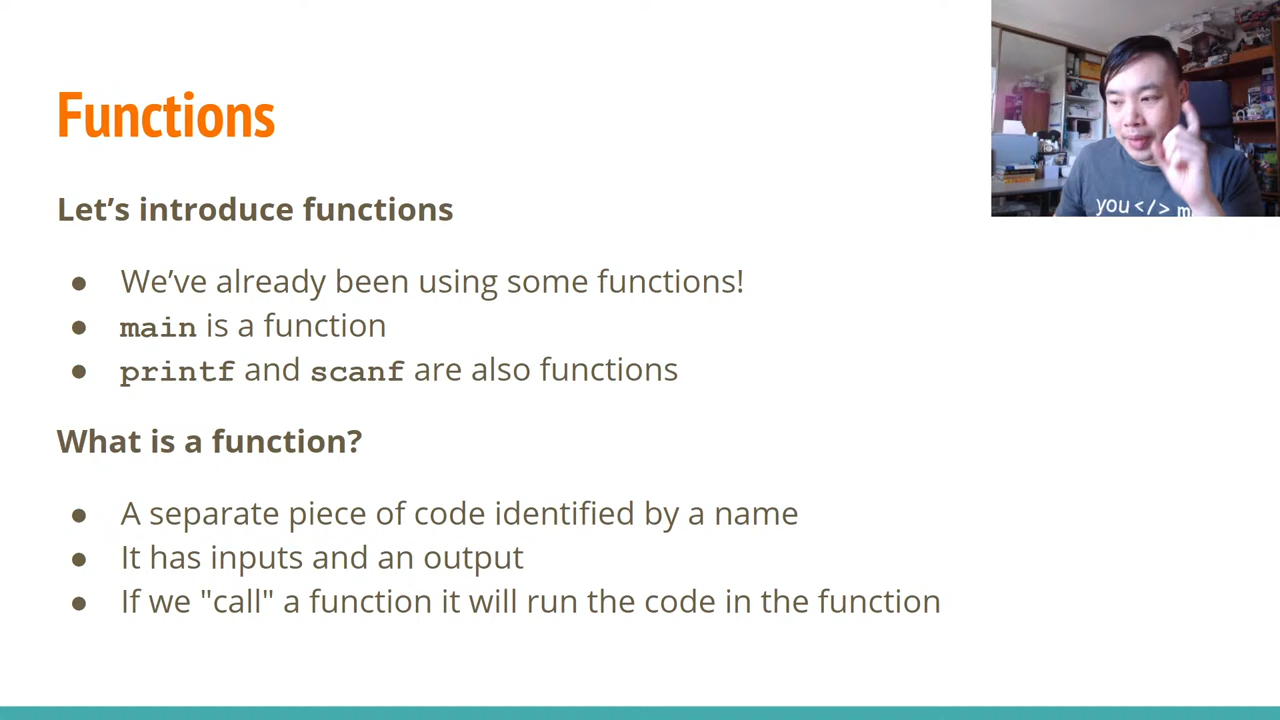 Functions
Let’s introduce functions
● We’ve already been using some functions!
● main is a function
● printf and scanf are also functions
What is a function?
● A separate piece of code identified by a name
● It has inputs and an output
● If we "call" a function it will run the code in the function
you </> m